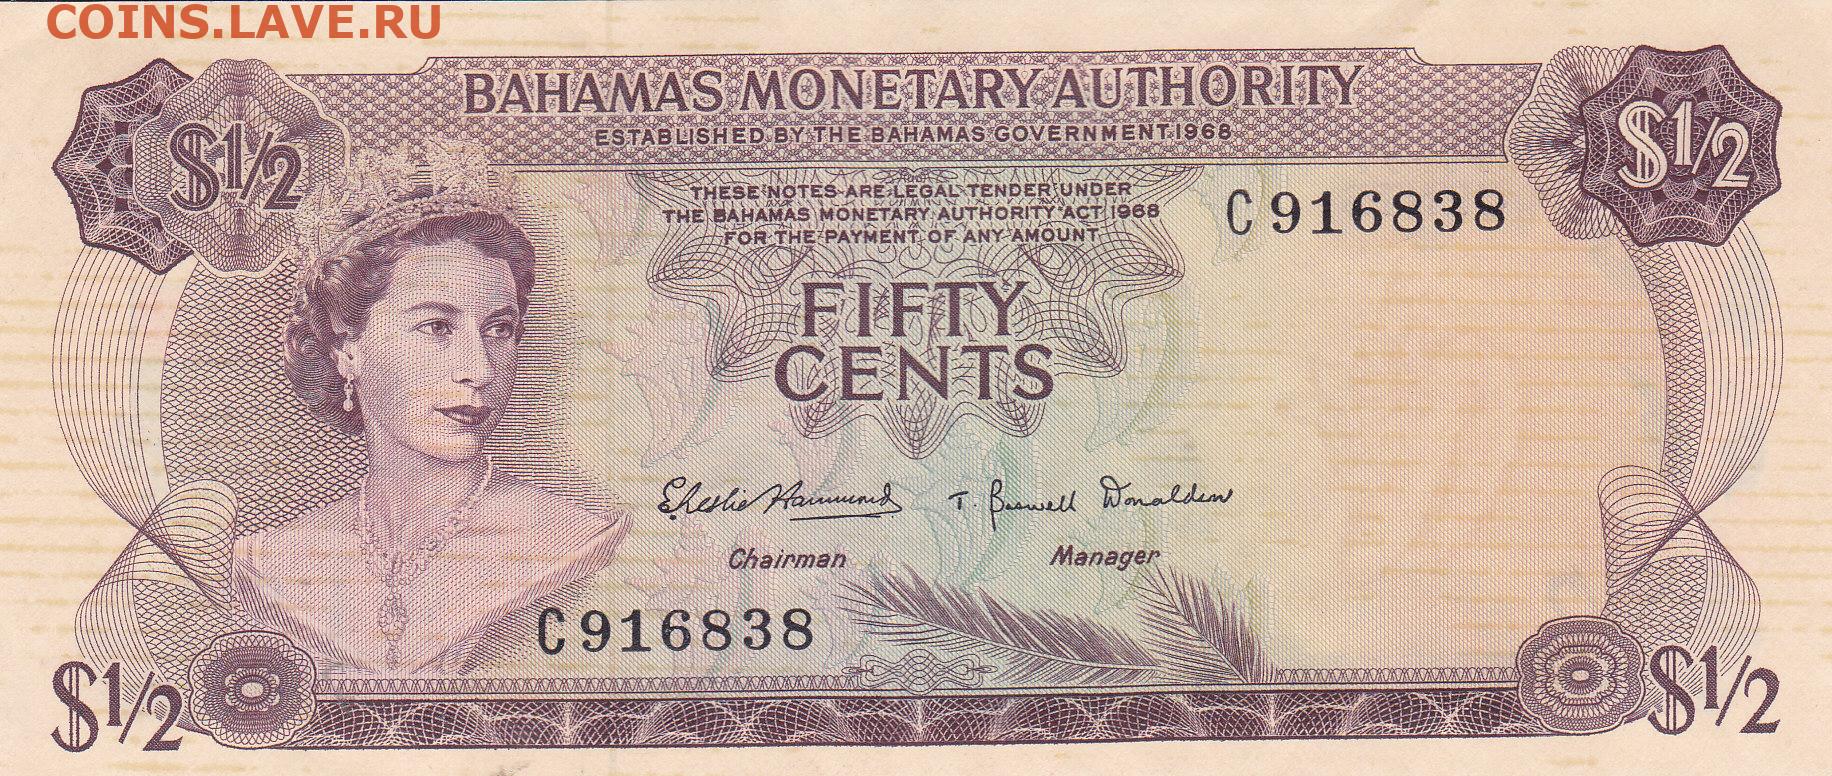 COINS.LAVE.RU
BAHAMAS MONETARY AUTHORITY
ESTABLISHED BY THE BAHAMAS GOVERNMENT 1968
$1/2
$1/2
THESE NOTES ARE LEGAL TENDER UNDER
THE BAHAMAS MONETARY AUTHORITY ACT 1968
FOR THE PAYMENT OF ANY AMOUNT
C916838
FIFTY
CENTS
T. Baswell Donaldson
Chairman
Manager
C916838
$1/2
$1/2